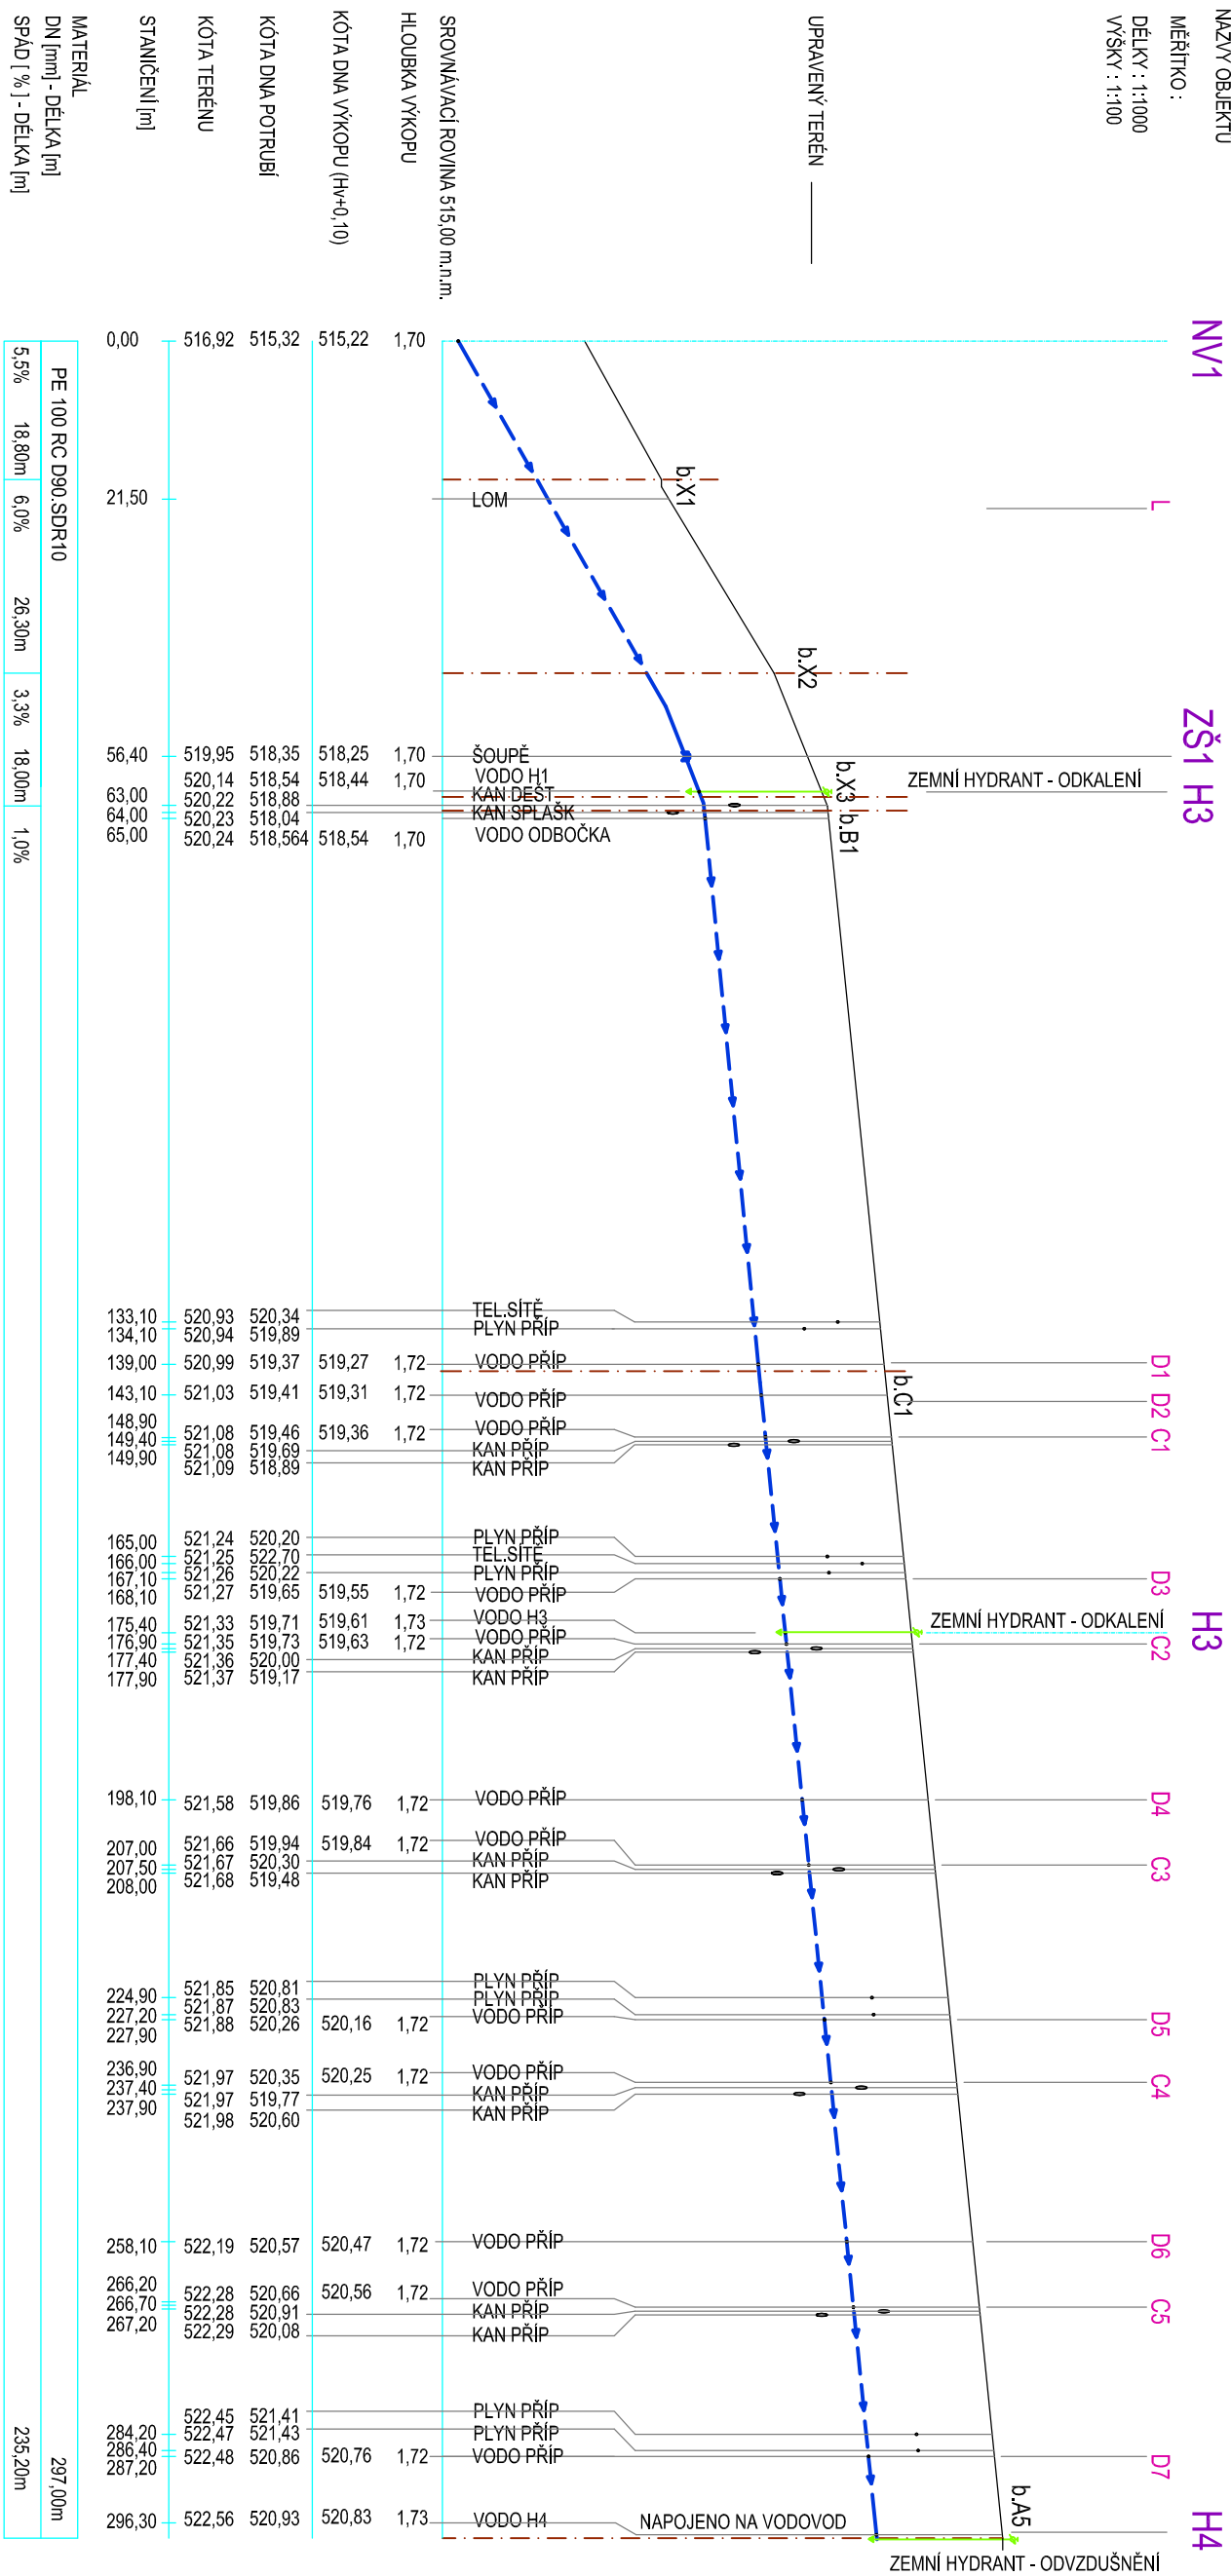 NÁZVY OBJEKTŮ
MĚŘÍTKO :
DÉLKY : 1:1000
VÝŠKY : 1:100
UPRAVENÝ TERÉN
SROVNÁVACÍ ROVINA 515,00 m.n.m.
HLOUBKA VÝKOPU
KÓTA DNA VÝKOPU (Hv+0,10)
KÓTA DNA POTRUBÍ
KÓTA TERÉNU
STANIČENÍ [m]
MATERIÁL
DN [mm] - DÉLKA [m]
SPÁD [ % ] - DÉLKA [m]
NV1
L
ZŠ1 H3
D1
D2
C1
D3
H3
C2
D4
C3
D5
C4
D6
C5
D7
H4
b.X1
b.X2
b.X3
b.B1
b.C1
b.A5
ZEMNÍ HYDRANT - ODKALENÍ
ZEMNÍ HYDRANT - ODKALENÍ
ZEMNÍ HYDRANT - ODVZDUŠNĚNÍ
NAPOJENO NA VODOVOD
0,00 516,92 515,32 515,22 1,70
21,50 LOM
56,40 519,95 518,35 518,25 1,70 ŠOUPĚ
520,14 518,54 518,44 1,70 VODO H1
63,00 520,22 518,88 KAN DEŠT
64,00 520,23 518,04 KAN SPLAŠK
65,00 520,24 518,564 518,54 1,70 VODO ODBOČKA
133,10 520,93 520,34 TEL.SÍTĚ
134,10 520,94 519,89 PLYN PŘÍP
139,00 520,99 519,37 519,27 1,72 VODO PŘÍP
143,10 521,03 519,41 519,31 1,72 VODO PŘÍP
148,90 521,08 519,46 519,36 1,72 VODO PŘÍP
149,40 521,08 519,69 KAN PŘÍP
149,90 521,09 518,89 KAN PŘÍP
165,00 521,24 520,20 PLYN PŘÍP
166,00 521,25 522,70 TEL.SÍTĚ
167,10 521,26 520,22 PLYN PŘÍP
168,10 521,27 519,65 519,55 1,72 VODO PŘÍP
175,40 521,33 519,71 519,61 1,73 VODO H3
176,90 521,35 519,73 519,63 1,72 VODO PŘÍP
177,40 521,36 520,00 KAN PŘÍP
177,90 521,37 519,17 KAN PŘÍP
198,10 521,58 519,86 519,76 1,72 VODO PŘÍP
207,00 521,66 519,94 519,84 1,72 VODO PŘÍP
207,50 521,67 520,30 KAN PŘÍP
208,00 521,68 519,48 KAN PŘÍP
224,90 521,85 520,81 PLYN PŘÍP
227,20 521,87 520,83 PLYN PŘÍP
227,90 521,88 520,26 520,16 1,72 VODO PŘÍP
236,90 521,97 520,35 520,25 1,72 VODO PŘÍP
237,40 521,97 519,77 KAN PŘÍP
237,90 521,98 520,60 KAN PŘÍP
258,10 522,19 520,57 520,47 1,72 VODO PŘÍP
266,20 522,28 520,66 520,56 1,72 VODO PŘÍP
266,70 522,28 520,91 KAN PŘÍP
267,20 522,29 520,08 KAN PŘÍP
284,20 522,45 521,41 PLYN PŘÍP
286,40 522,47 521,43 PLYN PŘÍP
287,20 522,48 520,86 520,76 1,72 VODO PŘÍP
296,30 522,56 520,93 520,83 1,73 VODO H4
PE 100 RC D90.SDR10 297,00m
5,5% 18,80m 6,0% 26,30m 3,3% 18,00m 1,0% 235,20m